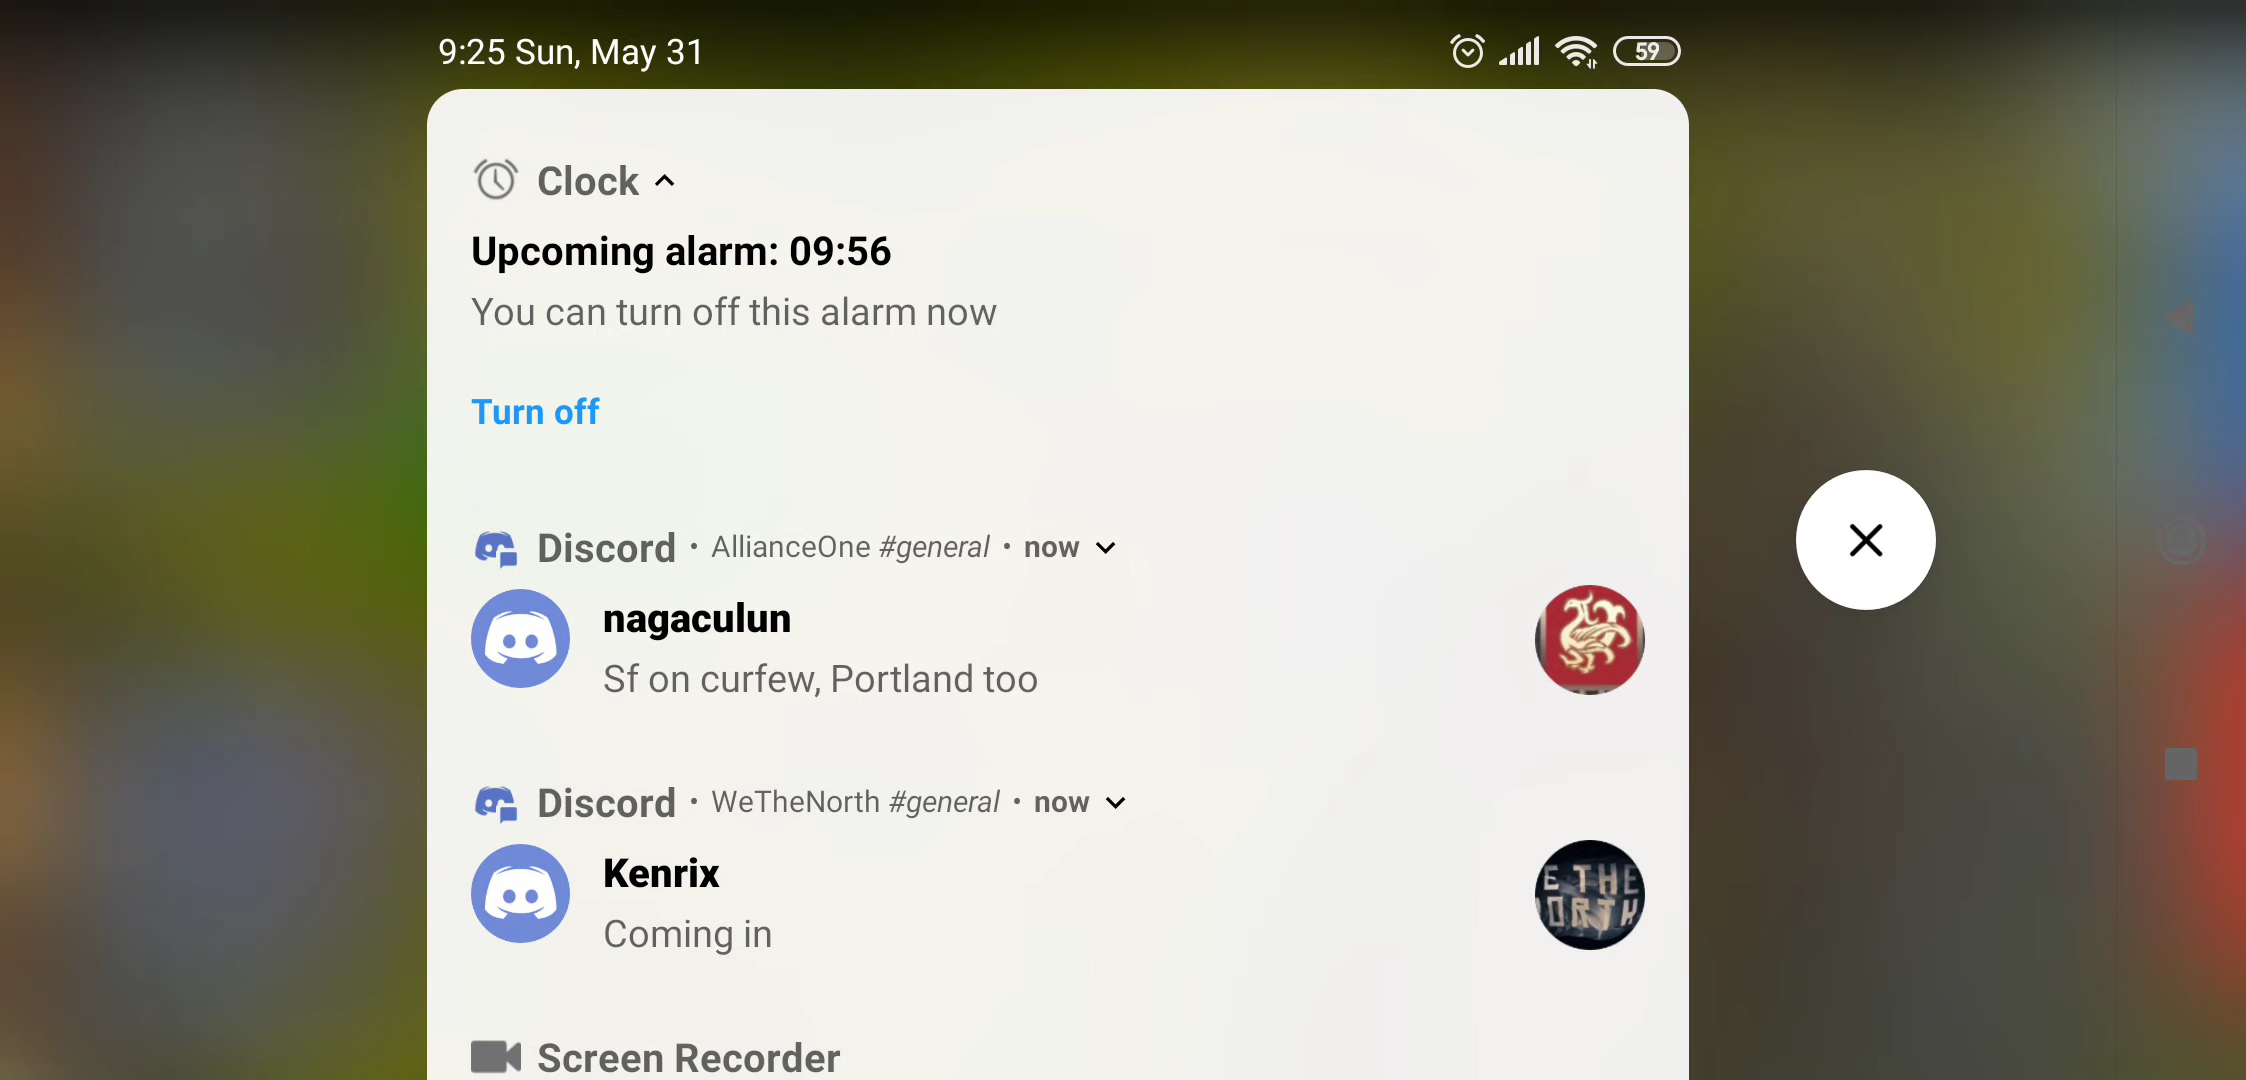 9:25 Sun, May 31
59
Clock
Upcoming alarm: 09:56
You can turn off this alarm now
Turn off
Discord • AllianceOne #general • now
nagaculun
Sf on curfew, Portland too
Discord • WeTheNorth #general • now
Kenrix
Coming in
E THE
ORTH
Screen Recorder